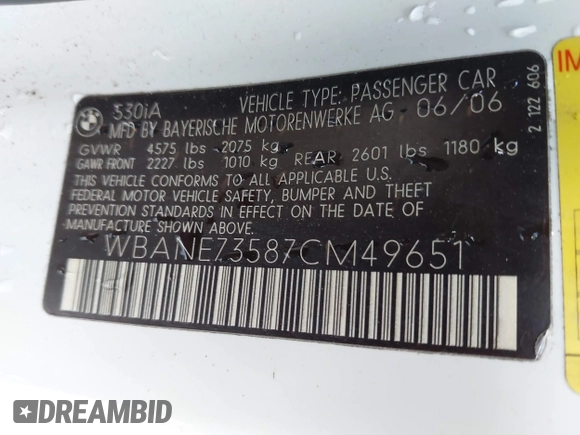 BMW
530iA
VEHICLE TYPE: PASSENGER CAR
MFD BY BAYERISCHE MOTORENWERKE AG 06/06
GVWR 4575 lbs 2075 kg
GAWR FRONT 2227 lbs 1010 kg REAR 2601 lbs 1180 kg
THIS VEHICLE CONFORMS TO ALL APPLICABLE U.S.
FEDERAL MOTOR VEHICLE SAFETY, BUMPER AND THEFT
PREVENTION STANDARDS IN EFFECT ON THE DATE OF
MANUFACTURE SHOWN ABOVE.
WBANE73587CM49651
2 122 606
DREAMBID